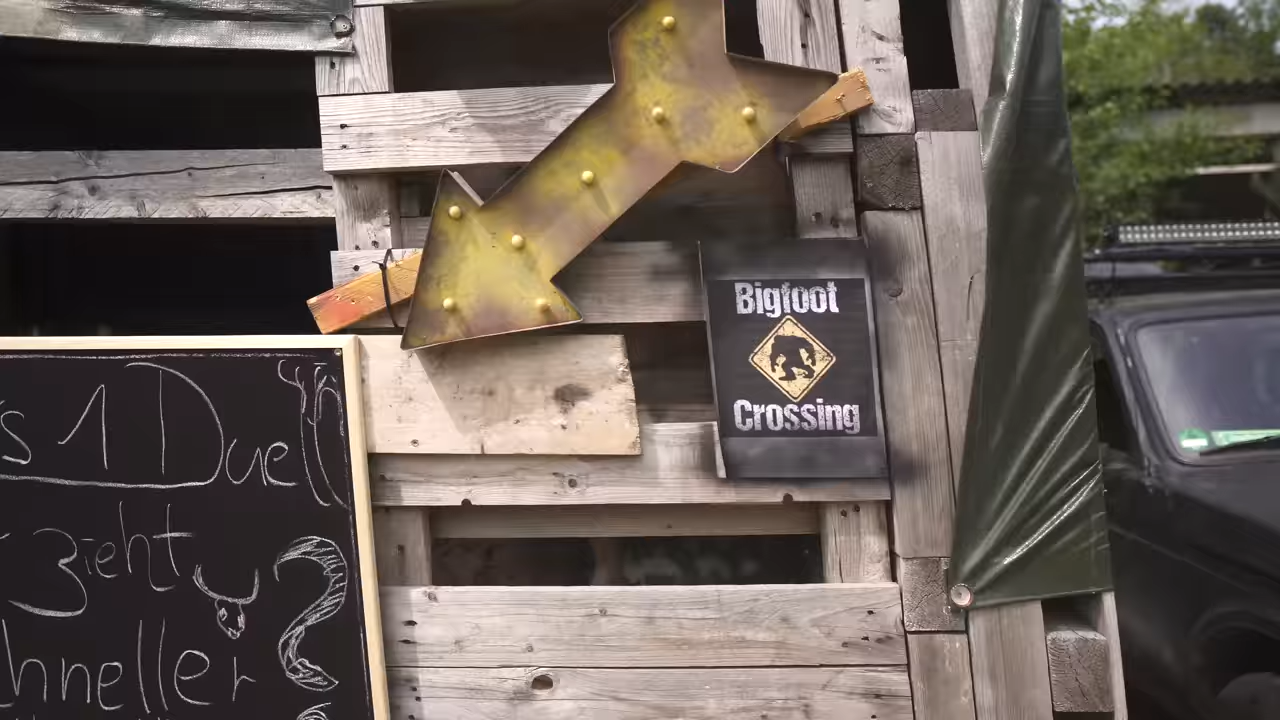 s 1 Duell
zieht
hneller
Bigfoot
Crossing